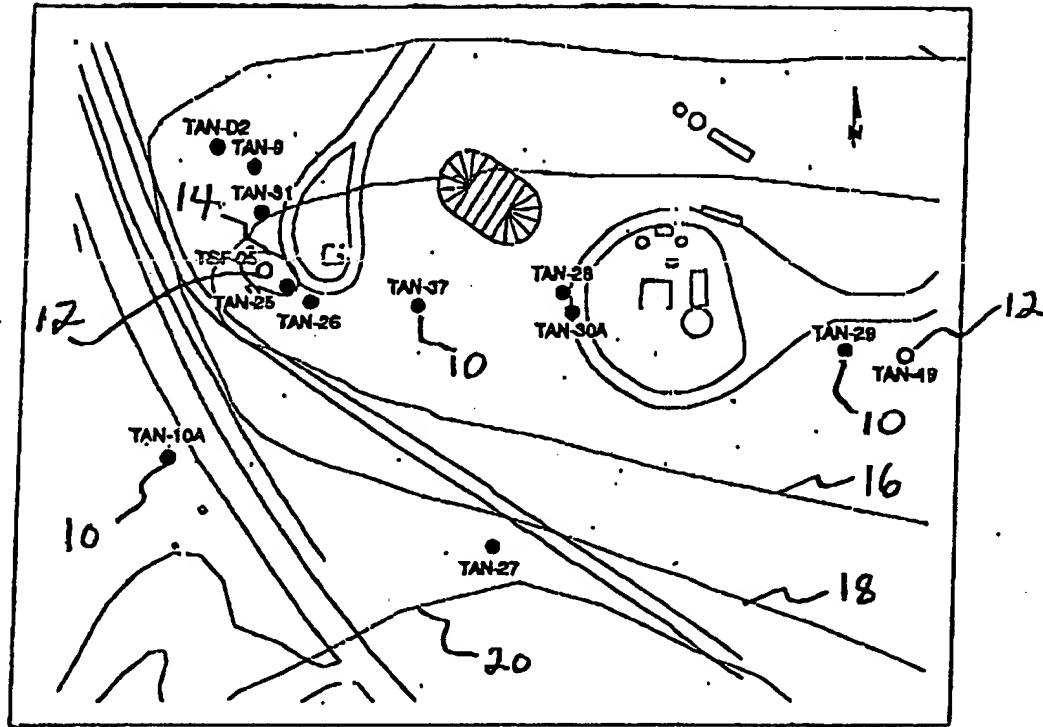 TAN-D2
TAN-9
N
TAN-31
14
TSF-05
TAN-28
TAN-25
TAN-37
12
TAN-26
TAN-30A
12
TAN-29
10
TAN-49
10
TAN-10A
16
10
TAN-27
18
20